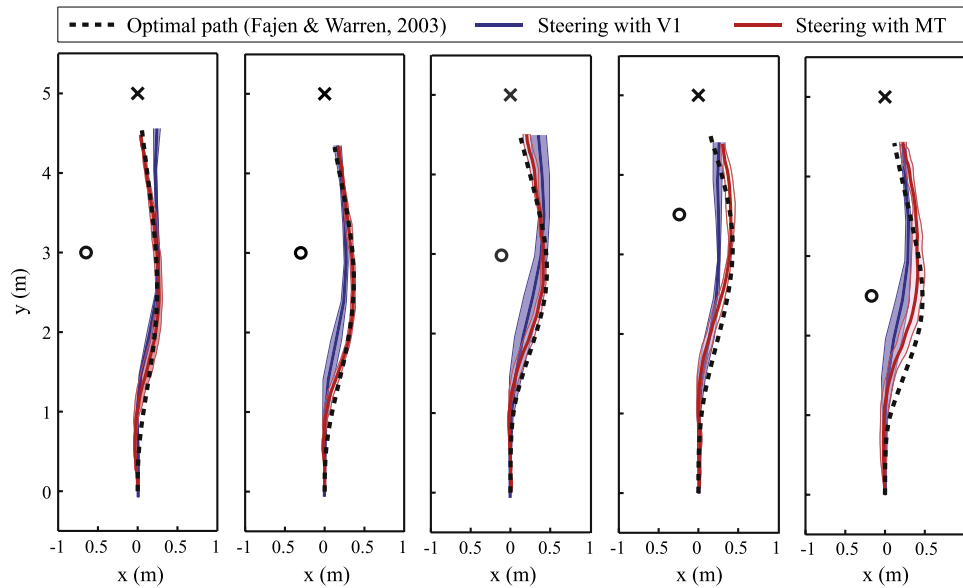 Optimal path (Fajen & Warren, 2003) Steering with V1 Steering with MT
5
4
3
2
1
0
y (m)
-1 0.5 0 0.5 1 -1 0.5 0 0.5 1 -1 0.5 0 0.5 1 -1 0.5 0 0.5 1 -1 0.5 0 0.5 1
x (m) x (m) x (m) x (m) x (m)